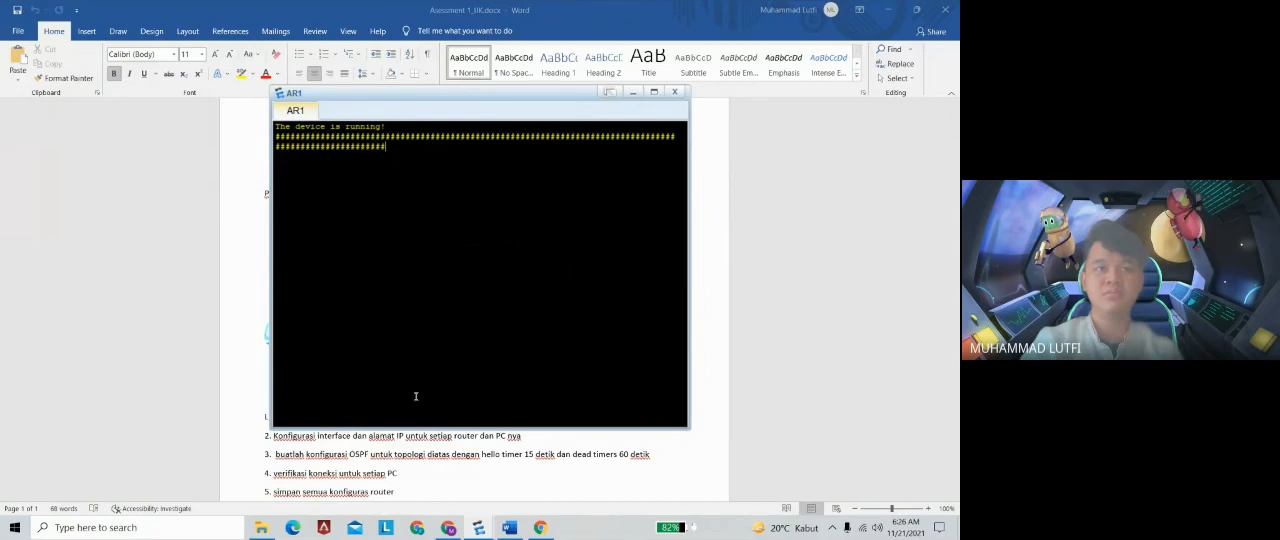 Asessment 1_IIK.docx - Word
Muhammad Lutfi
ML
File Home Insert Draw Design Layout References Mailings Review View Help Tell me what you want to do Share
Paste
Cut
Copy
Format Painter
Clipboard
Calibri (Body) 11
Font
AaBbCcDd
¶ Normal
AaBbCcDd
¶ No Spac...
AaBbCc
Heading 1
AaBbCcC
Heading 2
AaB
Title
AaBbCcD
Subtitle
AaBbCcDd
Subtle Em...
AaBbCcDd
Emphasis
AaBbCcDd
Intense E...
Styles
Find
Replace
Select
Editing
AR1
AR1
The device is running!
################################################################################
######################
2. Konfigurasi interface dan alamat IP untuk setiap router dan PC nya
3. buatlah konfigurasi OSPF untuk topologi diatas dengan hello timer 15 detik dan dead timers 60 detik
4. verifikasi koneksi untuk setiap PC
5. simpan semua konfiguras router
MUHAMMAD LUTFI
Page 1 of 1 68 words Accessibility: Investigate 100%
Type here to search
82%
20°C Kabut
6:26 AM
11/21/2021